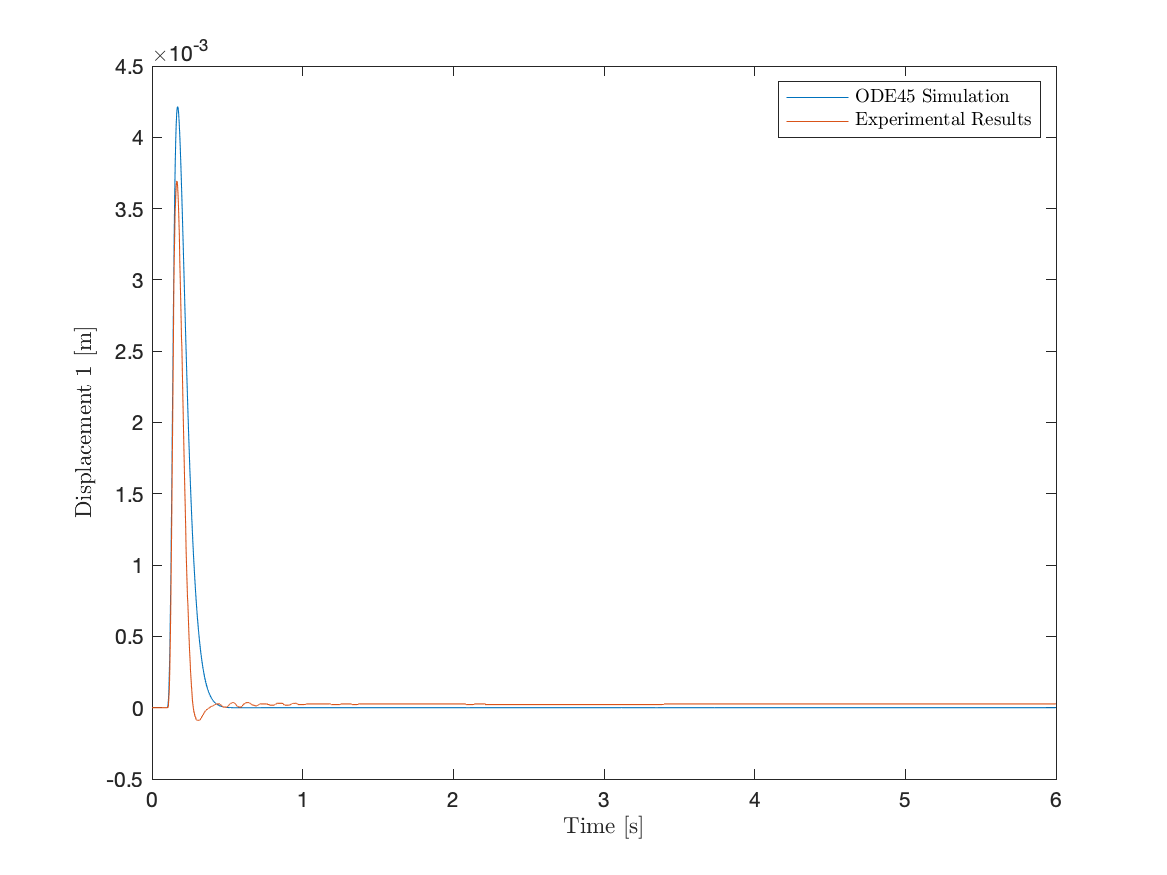 ×10-3
4.5
4
3.5
3
2.5
2
1.5
1
0.5
0
-0.5
0 1 2 3 4 5 6
Time [s]
Displacement 1 [m]
ODE45 Simulation
Experimental Results